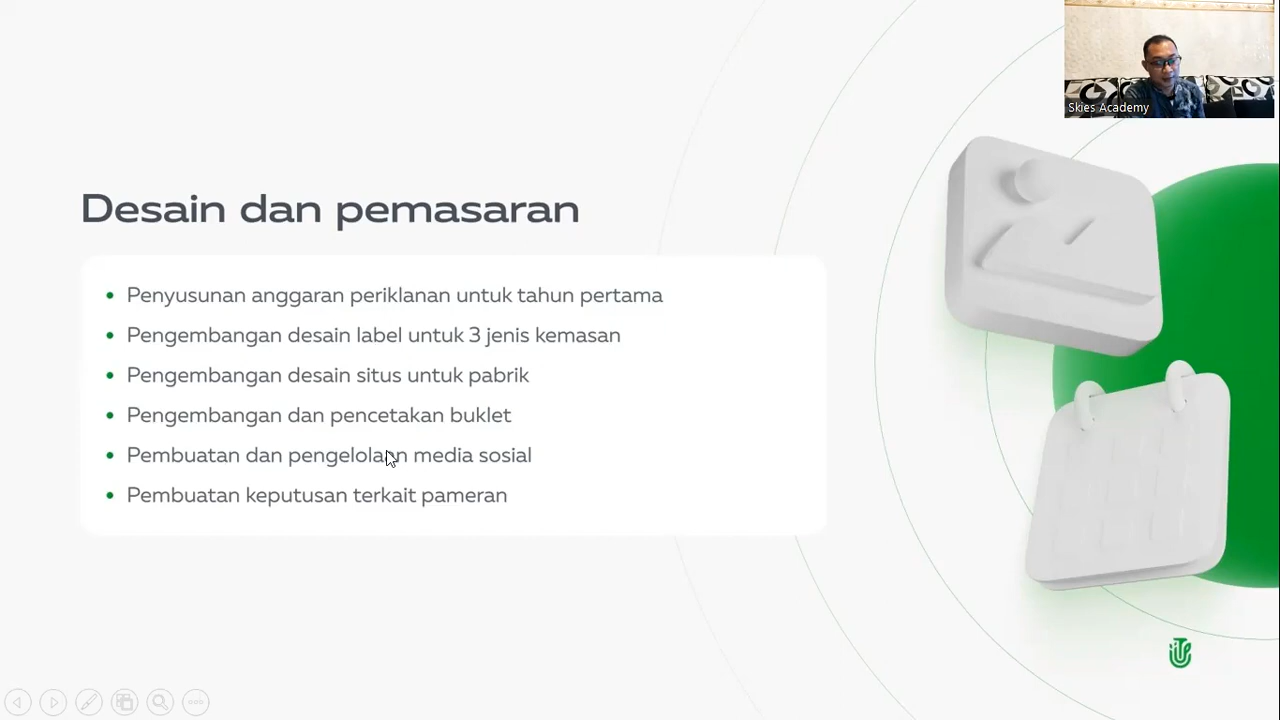 Skies Academy
Desain dan pemasaran
Penyusunan anggaran periklanan untuk tahun pertama
Pengembangan desain label untuk 3 jenis kemasan
Pengembangan desain situs untuk pabrik
Pengembangan dan pencetakan buklet
Pembuatan dan pengelolaan media sosial
Pembuatan keputusan terkait pameran